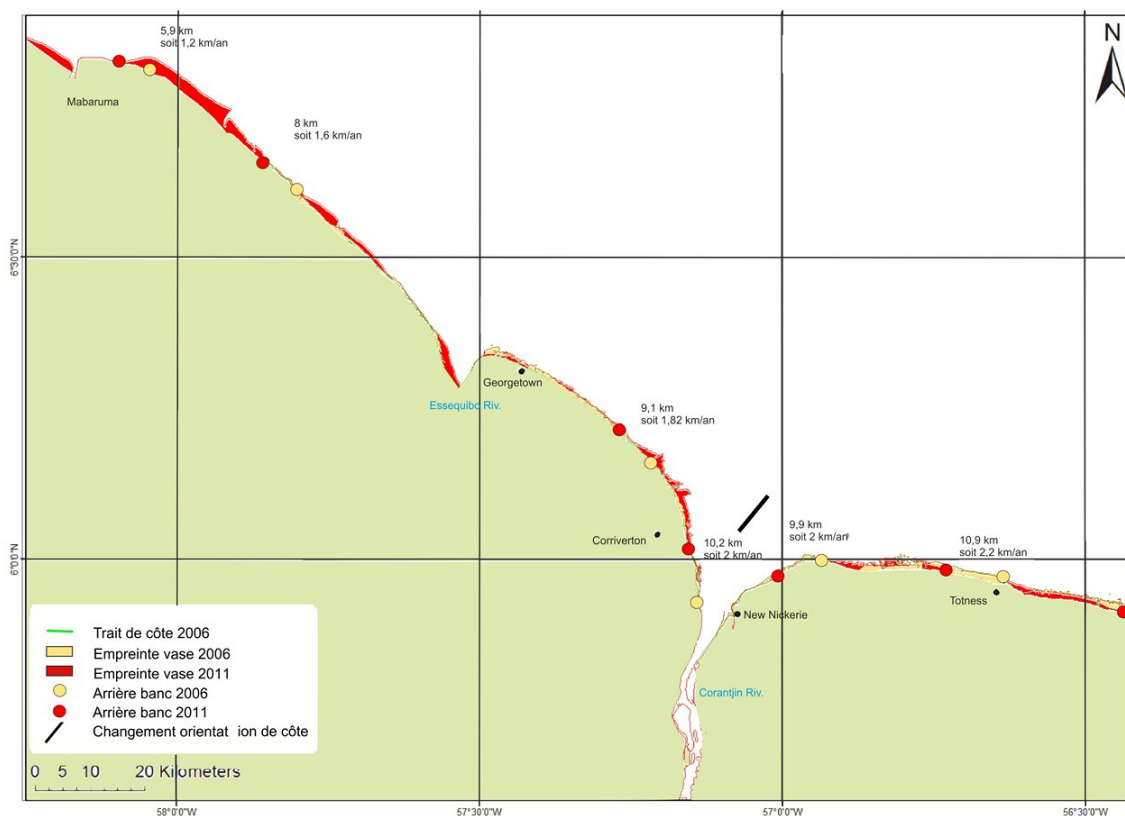 5,9 km
soit 1,2 km/an
N
Mabaruma
8 km
soit 1,6 km/an
6°30'0"N
Georgetown
Essequibo Riv.
9,1 km
soit 1,82 km/an
Corriverton
10,2 km
soit 2 km/an
9,9 km
soit 2 km/an
10,9 km
soit 2,2 km/an
6°0'0"N
Totness
New Nickerie
Corantjin Riv.
Trait de côte 2006
Empreinte vase 2006
Empreinte vase 2011
Arrière banc 2006
Arrière banc 2011
Changement orientat ion de côte
0 5 10 20 Kilometers
58°0'0"W 57°30'0"W 57°0'0"W 56°30'0"W